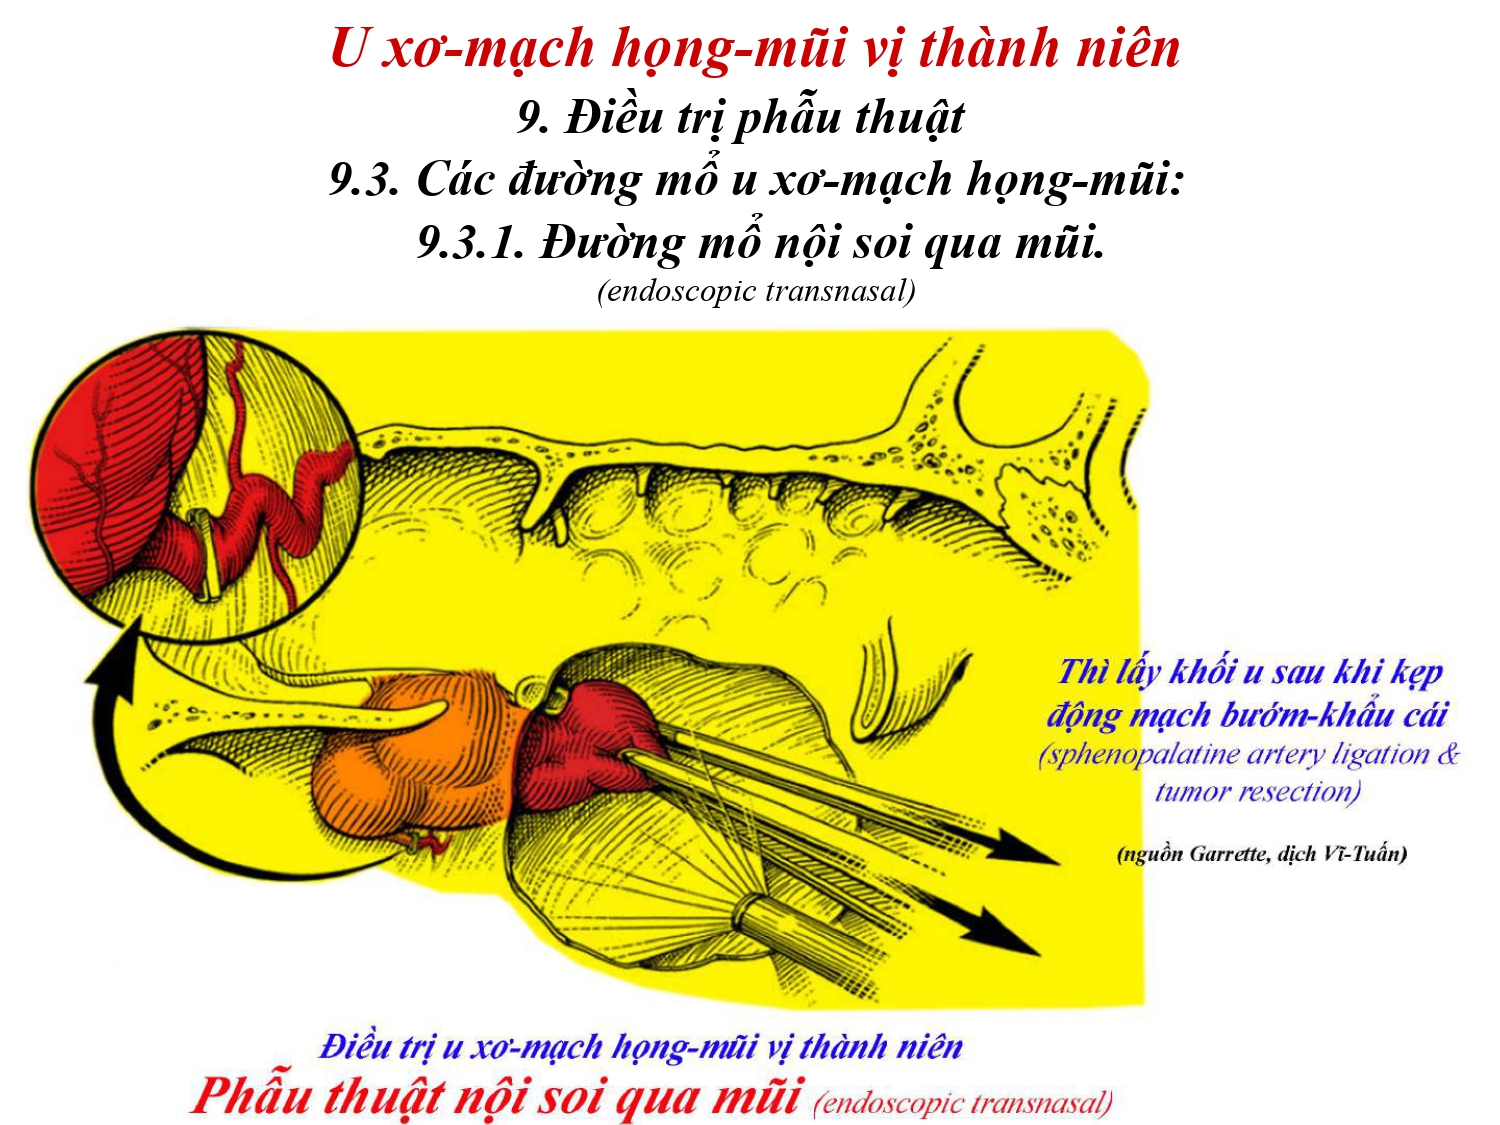 U xơ-mạch họng-mũi vị thành niên
9. Điều trị phẫu thuật
9.3. Các đường mổ u xơ-mạch họng-mũi:
9.3.1. Đường mổ nội soi qua mũi.
(endoscopic transnasal)
Thì lấy khối u sau khi kẹp
động mạch bướm-khẩu cái
(sphenopalatine artery ligation &
tumor resection)
(nguồn Garrette, dịch Vĩ-Tuấn)
Điều trị u xơ-mạch họng-mũi vị thành niên
Phẫu thuật nội soi qua mũi (endoscopic transnasal)